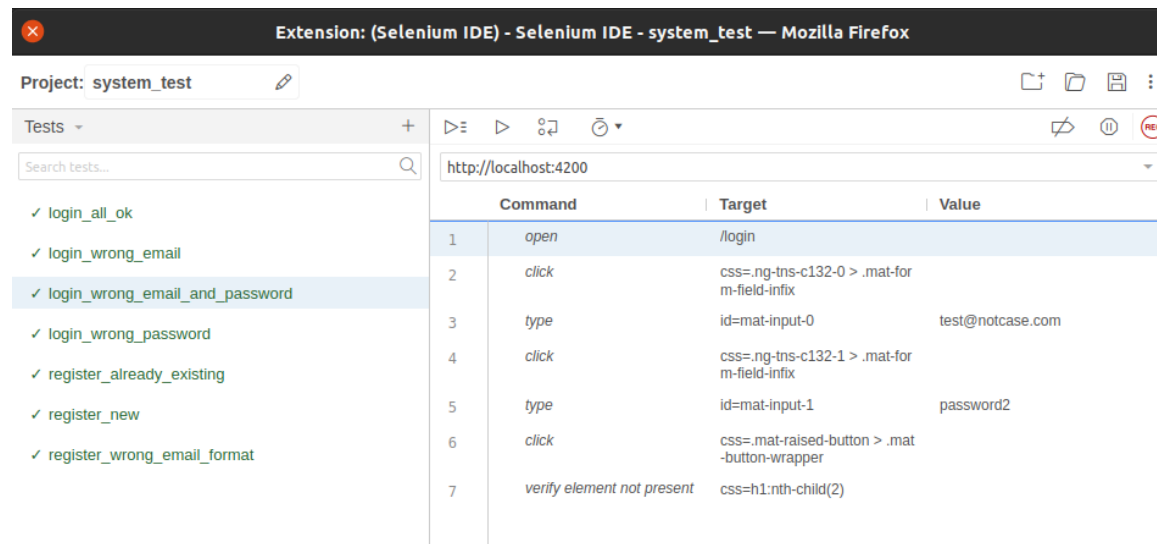 Extension: (Selenium IDE) - Selenium IDE - system_test — Mozilla Firefox
Project: system_test
Tests
Search tests...
✓ login_all_ok
✓ login_wrong_email
✓ login_wrong_email_and_password
✓ login_wrong_password
✓ register_already_existing
✓ register_new
✓ register_wrong_email_format
REC
http://localhost:4200
Command Target Value
1 open /login
2 click css=.ng-tns-c132-0 > .mat-for
m-field-infix
3 type id=mat-input-0 test@notcase.com
4 click css=.ng-tns-c132-1 > .mat-for
m-field-infix
5 type id=mat-input-1 password2
6 click css=.mat-raised-button > .mat
-button-wrapper
7 verify element not present css=h1:nth-child(2)